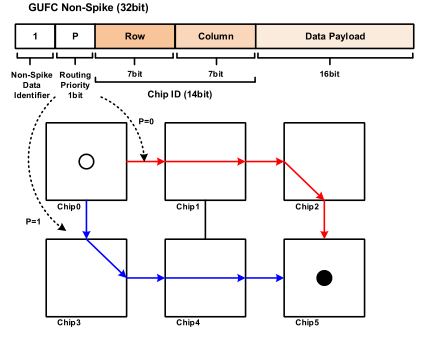 GUFC Non-Spike (32bit)
1 P Row Column Data Payload
Non-Spike
Data
Identifier
Routing
Priority
1bit
7bit 7bit 16bit
Chip ID (14bit)
P=0
Chip0 Chip1 Chip2
P=1
Chip3 Chip4 Chip5